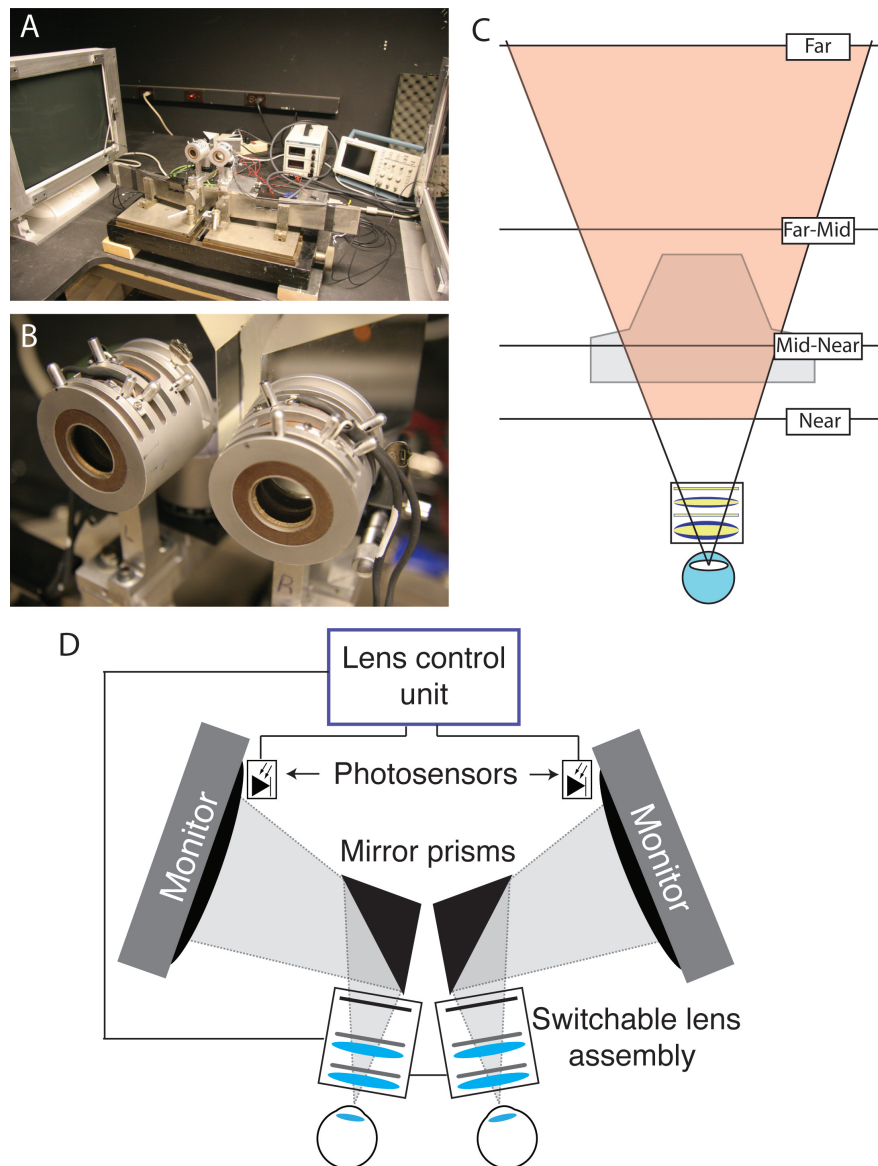 A
B
C
Far
Far-Mid
Mid-Near
Near
D
Lens control
unit
Photosensors
Monitor
Monitor
Mirror prisms
Switchable lens
assembly
R